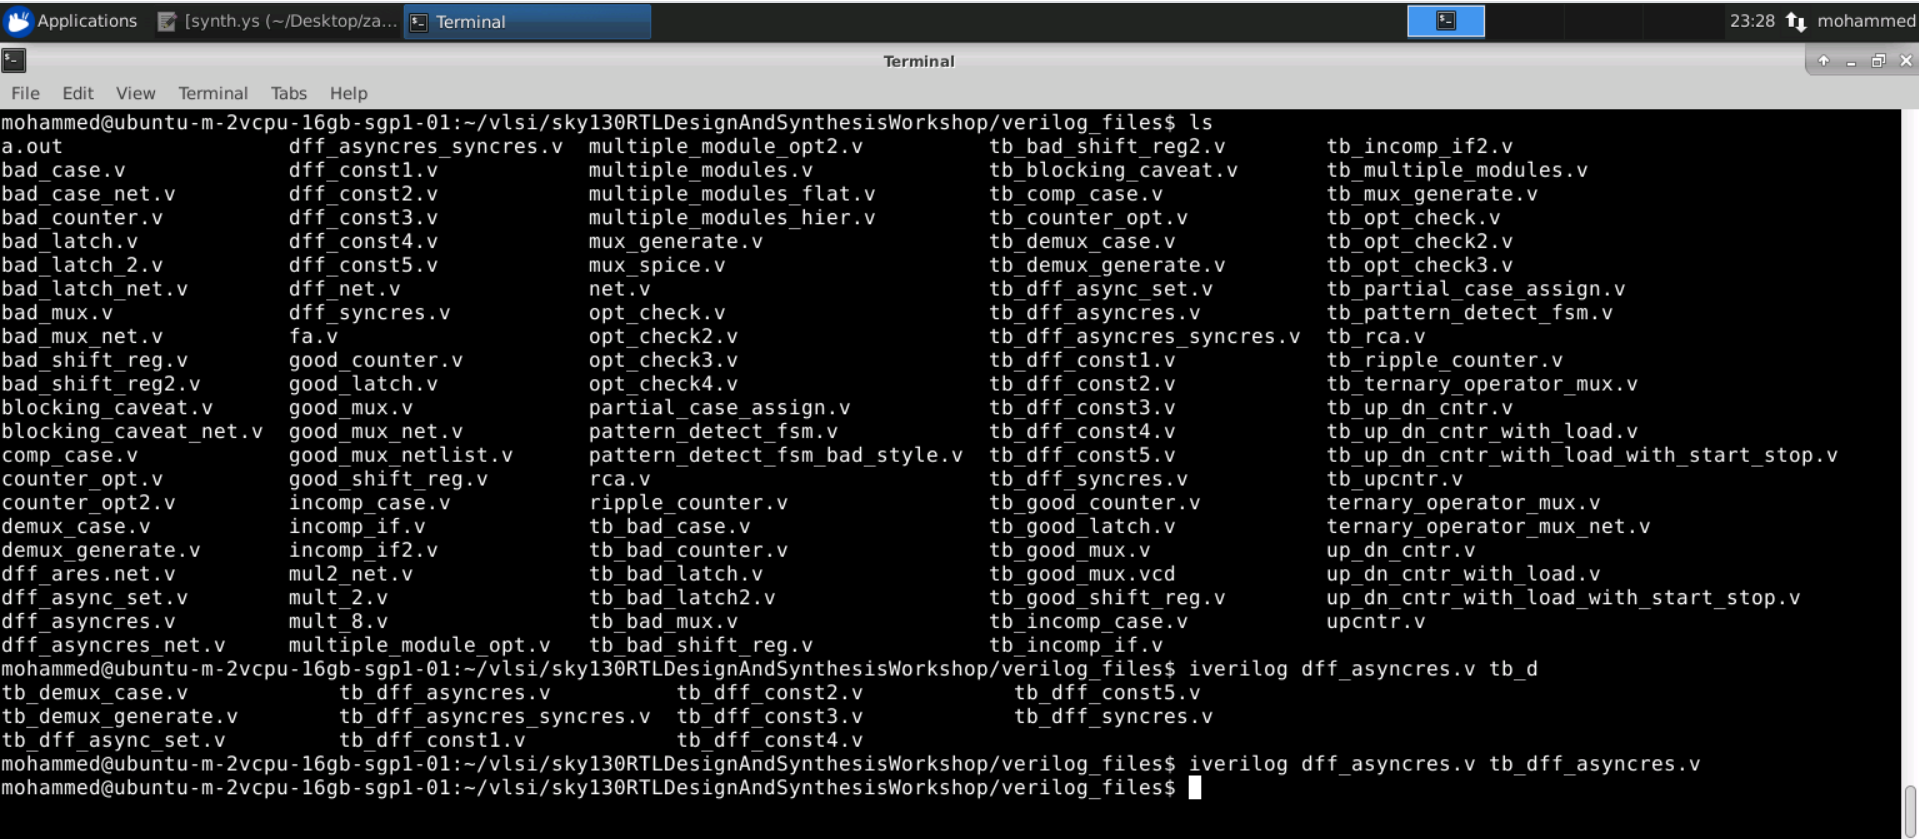 Applications [synth.ys (~/Desktop/za... Terminal 23:28 mohammed
Terminal
File Edit View Terminal Tabs Help
mohammed@ubuntu-m-2vcpu-16gb-sgp1-01:~/vlsi/sky130RTLDesignAndSynthesisWorkshop/verilog_files$ ls
a.out dff_asyncres_syncres.v multiple_module_opt2.v tb_bad_shift_reg2.v tb_incomp_if2.v
bad_case.v dff_const1.v multiple_modules.v tb_blocking_caveat.v tb_multiple_modules.v
bad_case_net.v dff_const2.v multiple_modules_flat.v tb_comp_case.v tb_mux_generate.v
bad_counter.v dff_const3.v multiple_modules_hier.v tb_counter_opt.v tb_opt_check.v
bad_latch.v dff_const4.v mux_generate.v tb_demux_case.v tb_opt_check2.v
bad_latch_2.v dff_const5.v mux_spice.v tb_demux_generate.v tb_opt_check3.v
bad_latch_net.v dff_net.v net.v tb_dff_async_set.v tb_partial_case_assign.v
bad_mux.v dff_syncres.v opt_check.v tb_dff_asyncres.v tb_pattern_detect_fsm.v
bad_mux_net.v fa.v opt_check2.v tb_dff_asyncres_syncres.v tb_rca.v
bad_shift_reg.v good_counter.v opt_check3.v tb_dff_const1.v tb_ripple_counter.v
bad_shift_reg2.v good_latch.v opt_check4.v tb_dff_const2.v tb_ternary_operator_mux.v
blocking_caveat.v good_mux.v partial_case_assign.v tb_dff_const3.v tb_up_dn_cntr.v
blocking_caveat_net.v good_mux_net.v pattern_detect_fsm.v tb_dff_const4.v tb_up_dn_cntr_with_load.v
comp_case.v good_mux_netlist.v pattern_detect_fsm_bad_style.v tb_dff_const5.v tb_up_dn_cntr_with_load_with_start_stop.v
counter_opt.v good_shift_reg.v rca.v tb_dff_syncres.v tb_upcntr.v
counter_opt2.v incomp_case.v ripple_counter.v tb_good_counter.v ternary_operator_mux.v
demux_case.v incomp_if.v tb_bad_case.v tb_good_latch.v ternary_operator_mux_net.v
demux_generate.v incomp_if2.v tb_bad_counter.v tb_good_mux.v up_dn_cntr.v
dff_ares.net.v mul2_net.v tb_bad_latch.v tb_good_mux.vcd up_dn_cntr_with_load.v
dff_async_set.v mult_2.v tb_bad_latch2.v tb_good_shift_reg.v up_dn_cntr_with_load_with_start_stop.v
dff_asyncres.v mult_8.v tb_bad_mux.v tb_incomp_case.v upcntr.v
dff_asyncres_net.v multiple_module_opt.v tb_bad_shift_reg.v tb_incomp_if.v
mohammed@ubuntu-m-2vcpu-16gb-sgp1-01:~/vlsi/sky130RTLDesignAndSynthesisWorkshop/verilog_files$ iverilog dff_asyncres.v tb_d
tb_demux_case.v tb_dff_asyncres.v tb_dff_const2.v tb_dff_const5.v
tb_demux_generate.v tb_dff_asyncres_syncres.v tb_dff_const3.v tb_dff_syncres.v
tb_dff_async_set.v tb_dff_const1.v tb_dff_const4.v
mohammed@ubuntu-m-2vcpu-16gb-sgp1-01:~/vlsi/sky130RTLDesignAndSynthesisWorkshop/verilog_files$ iverilog dff_asyncres.v tb_dff_asyncres.v
mohammed@ubuntu-m-2vcpu-16gb-sgp1-01:~/vlsi/sky130RTLDesignAndSynthesisWorkshop/verilog_files$